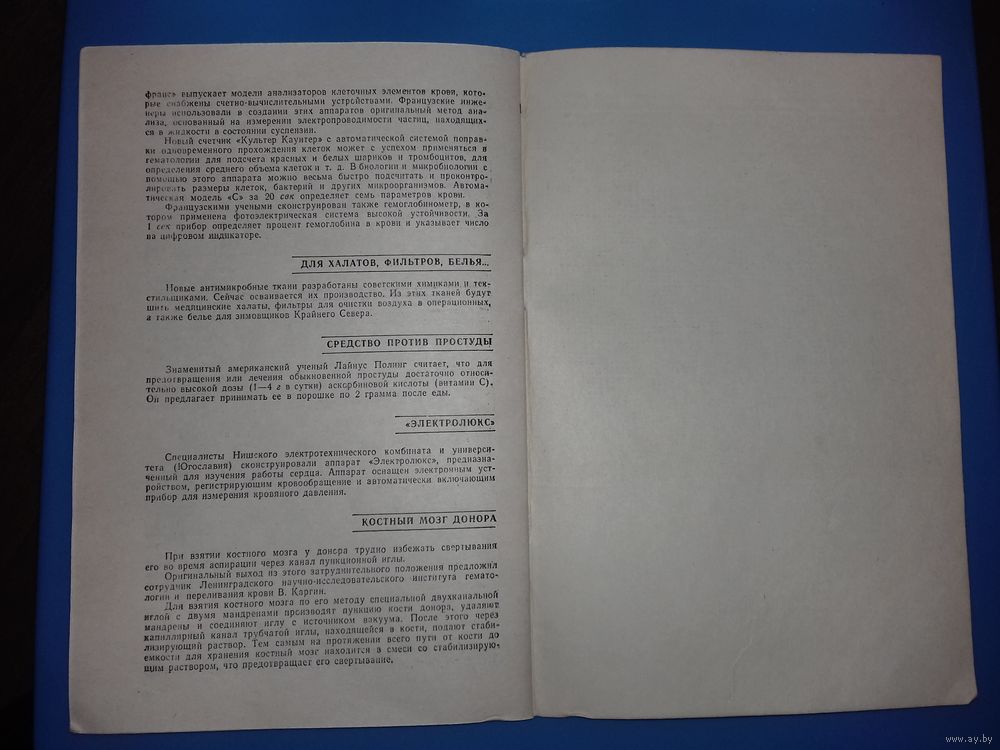 франс» выпускает модели анализаторов клеточных элементов крови, кото-
рые снабжены счетно-вычислительными устройствами. Французские инже-
неры использовали в создании этих аппаратов оригинальный метод ана-
лиза, основанный на измерении электропроводимости частиц, находящих-
ся в жидкости в состоянии суспензии.
Новый счетчик «Культер Каунтер» с автоматической системой поправ-
ки одновременного прохождения клеток может с успехом применяться в
гематологии для подсчета красных и белых шариков и тромбоцитов, для
определения среднего объема клеток и т. д. В биологии и микробиологии с
помощью этого аппарата можно весьма быстро подсчитать и проконтро-
лировать размеры клеток, бактерий и других микроорганизмов. Автома-
тическая модель «С» за 20 сек определяет семь параметров крови.
Французскими учеными сконструирован также гемоглобинометр, в ко-
тором применена фотоэлектрическая система высокой устойчивости. За
1 сек прибор определяет процент гемоглобина в крови и указывает число
на цифровом индикаторе.
ДЛЯ ХАЛАТОВ, ФИЛЬТРОВ, БЕЛЬЯ...
Новые антимикробные ткани разработаны советскими химиками и тек-
стильщиками. Сейчас осваивается их производство. Из этих тканей будут
шить медицинские халаты, фильтры для очистки воздуха в операционных,
а также белье для зимовщиков Крайнего Севера.
СРЕДСТВО ПРОТИВ ПРОСТУДЫ
Знаменитый американский ученый Лайнус Полинг считает, что для
предотвращения или лечения обыкновенной простуды достаточно относи-
тельно высокой дозы (1—4 г в сутки) аскорбиновой кислоты (витамин С).
Он предлагает принимать ее в порошке по 2 грамма после еды.
«ЭЛЕКТРОЛЮКС»
Специалисты Нишского электротехнического комбината и универси-
тета (Югославия) сконструировали аппарат «Электролюкс», предназна-
ченный для изучения работы сердца. Аппарат оснащен электронным уст-
ройством, регистрирующим кровообращение и автоматически включающим
прибор для измерения кровяного давления.
КОСТНЫЙ МОЗГ ДОНОРА
При взятии костного мозга у донора трудно избежать свертывания
его во время аспирации через канал пункционной иглы.
Оригинальный выход из этого затруднительного положения предложил
сотрудник Ленинградского научно-исследовательского института гемато-
логии и переливания крови В. Каргин.
Для взятия костного мозга по его методу специальной двухканальной
иглой с двумя мандренами производят пункцию кости донора, удаляют
мандрены и соединяют иглу с источником вакуума. После этого через
капиллярный канал трубчатой иглы, находящейся в кости, подают стаби-
лизирующий раствор. Тем самым на протяжении всего пути от кости до
емкости для хранения костный мозг находится в смеси со стабилизирую-
щим раствором, что предотвращает его свертывание.
www.ay.by